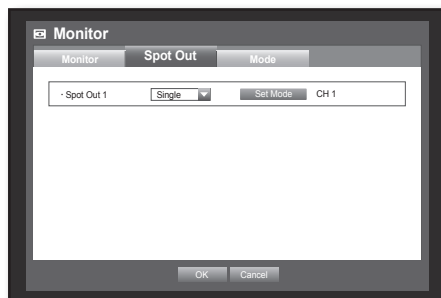 Monitor
Monitor Spot Out Mode
· Spot Out 1 Single Set Mode CH 1
OK Cancel